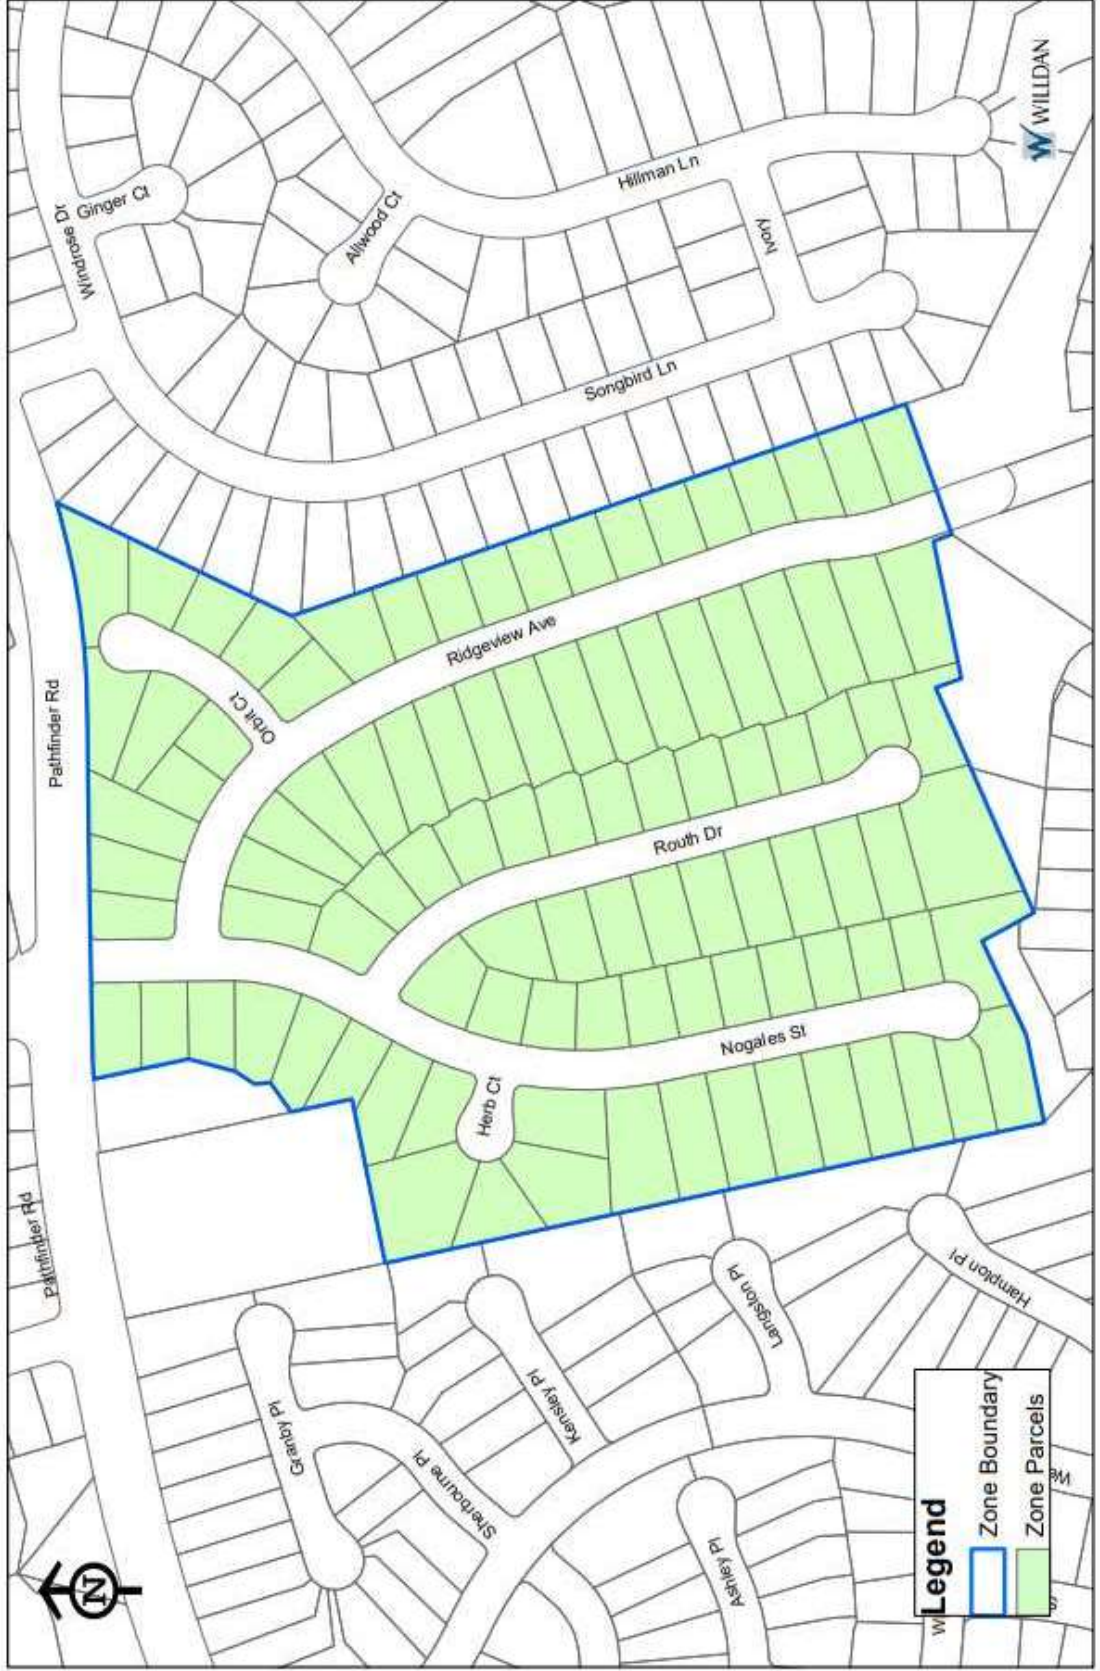 Windrose Dr
Ginger Ct
Allwood Ct
Hillman Ln
Ivory
Songbird Ln
WILLDAN
Pathfinder Rd
Orbit Ct
Ridgeview Ave
Routh Dr
Nogales St
Herb Ct
Pathfinder Rd
Granby Pl
Sherbourne Pl
Kensley Pl
Langston Pl
Hampton Pl
Ashley Pl
N
Legend
Zone Boundary
Zone Parcels